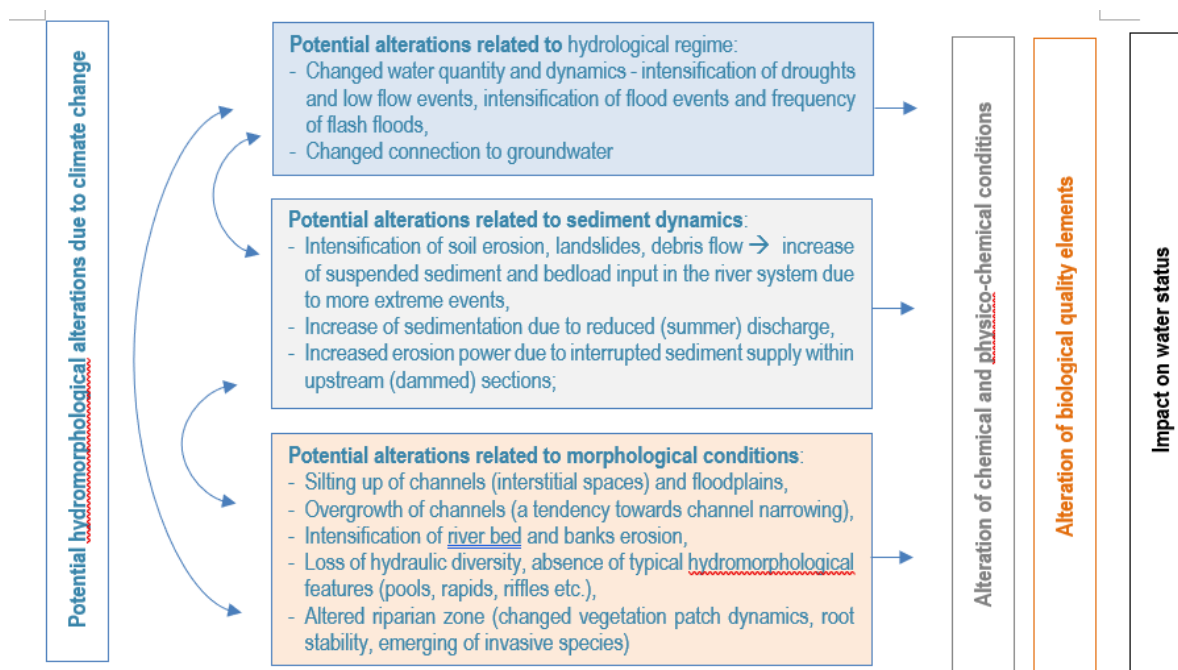 Potential hydromorphological alterations due to climate change
Potential alterations related to hydrological regime:
- Changed water quantity and dynamics - intensification of droughts
and low flow events, intensification of flood events and frequency
of flash floods,
- Changed connection to groundwater
Potential alterations related to sediment dynamics:
- Intensification of soil erosion, landslides, debris flow → increase
of suspended sediment and bedload input in the river system due
to more extreme events,
- Increase of sedimentation due to reduced (summer) discharge,
- Increased erosion power due to interrupted sediment supply within
upstream (dammed) sections;
Potential alterations related to morphological conditions:
- Silting up of channels (interstitial spaces) and floodplains,
- Overgrowth of channels (a tendency towards channel narrowing),
- Intensification of river bed and banks erosion,
- Loss of hydraulic diversity, absence of typical hydromorphological
features (pools, rapids, riffles etc.),
- Altered riparian zone (changed vegetation patch dynamics, root
stability, emerging of invasive species)
Alteration of chemical and physico-chemical conditions
Alteration of biological quality elements
Impact on water status